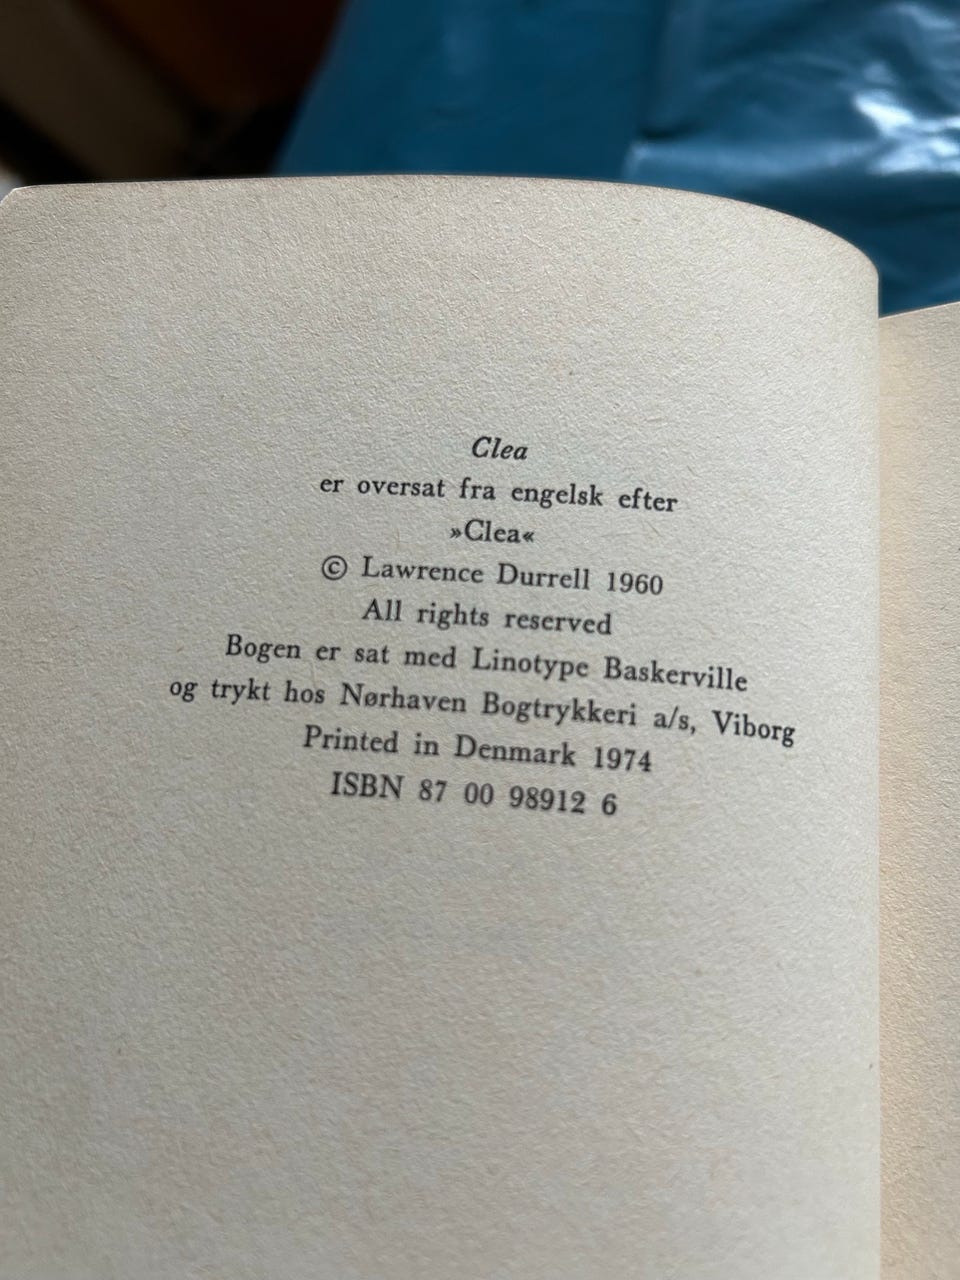 Clea
er oversat fra engelsk efter
»Clea«
© Lawrence Durrell 1960
All rights reserved
Bogen er sat med Linotype Baskerville
og trykt hos Nørhaven Bogtrykkeri a/s, Viborg
Printed in Denmark 1974
ISBN 87 00 98912 6